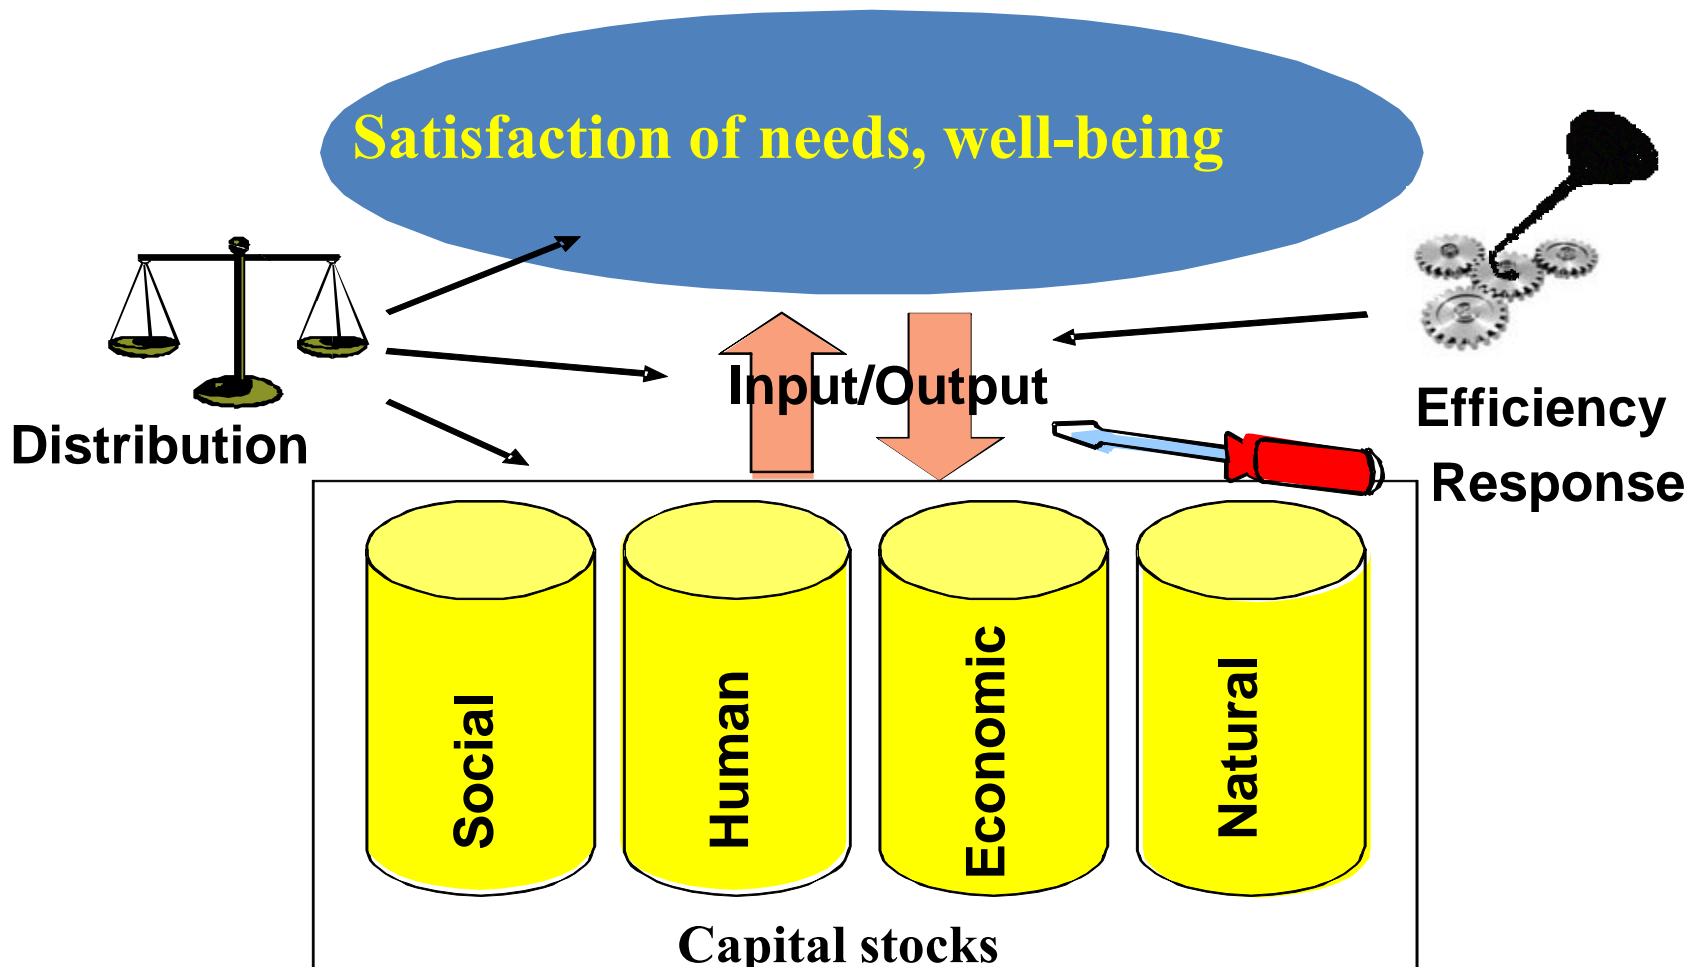 Satisfaction of needs, well-being
Input/Output
Distribution
Efficiency
Response
Social
Human
Economic
Natural
Capital stocks